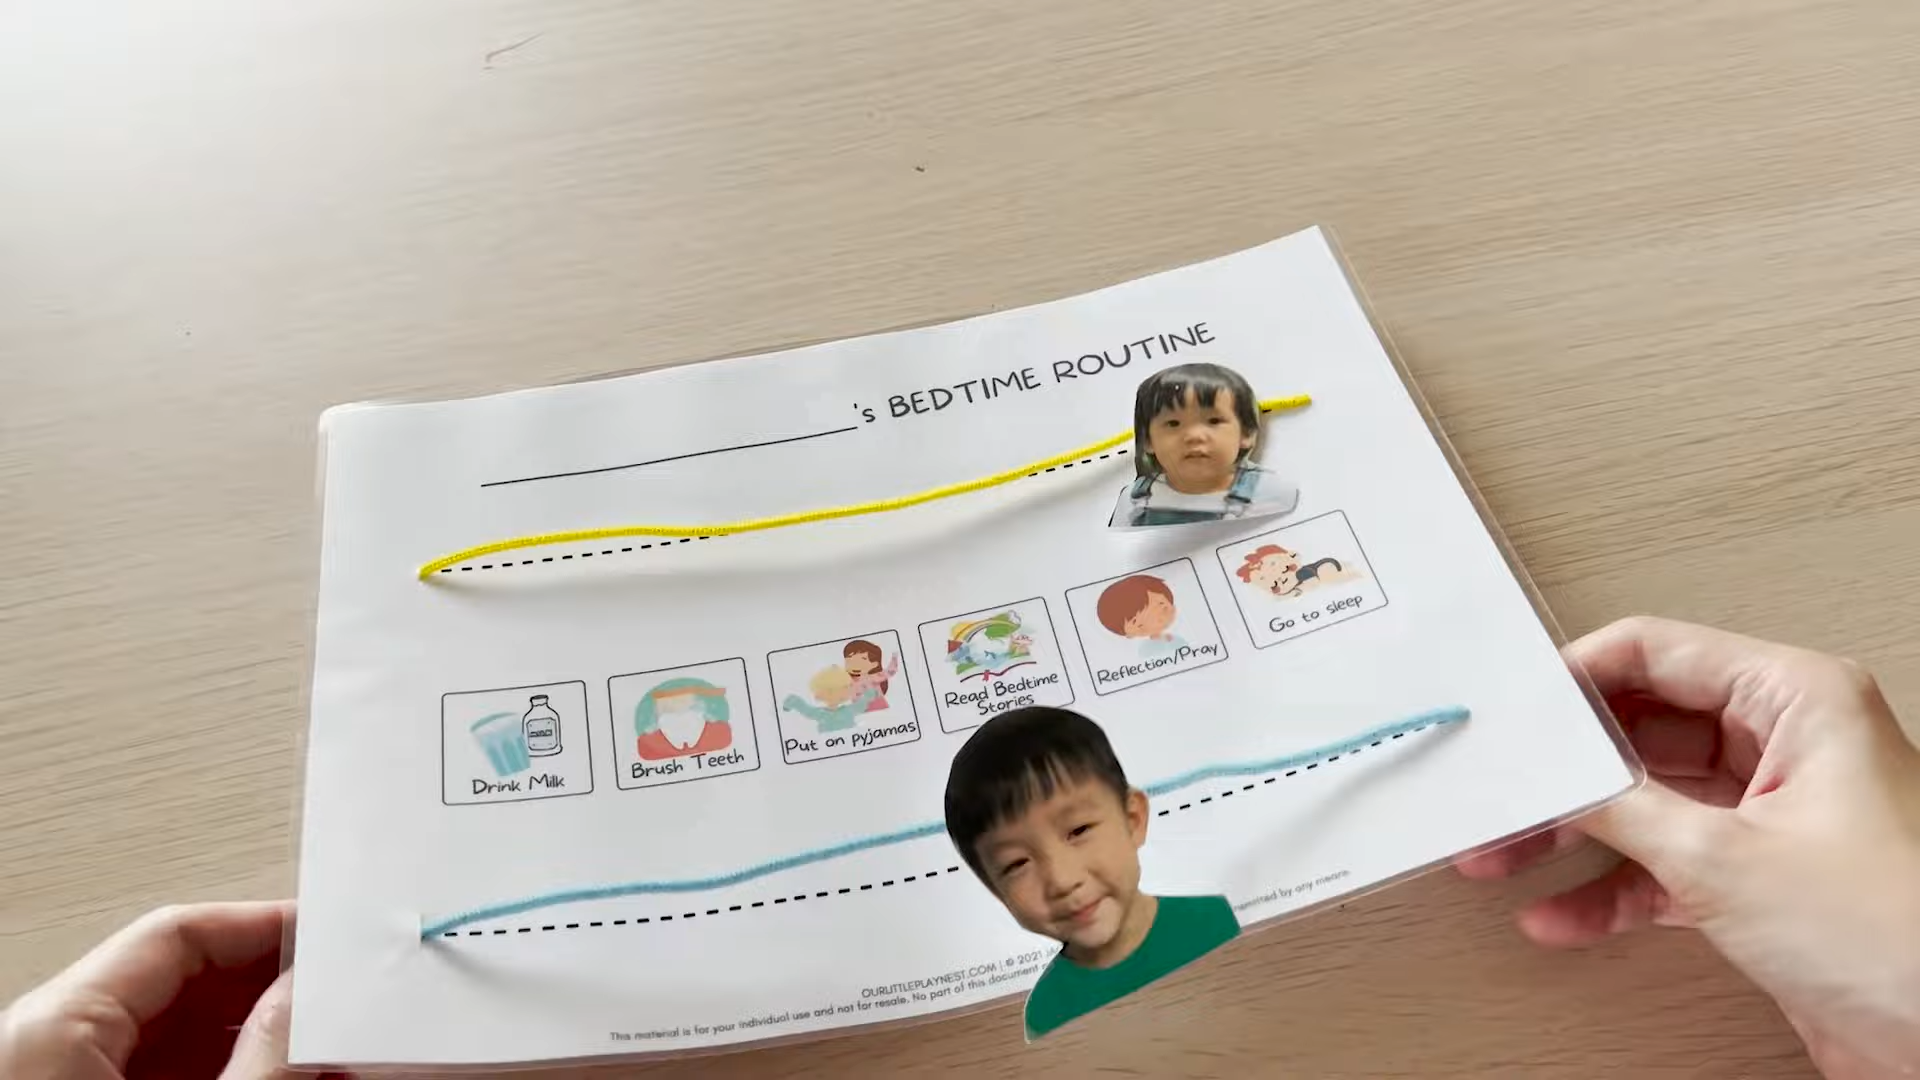 's BEDTIME ROUTINE
Drink Milk
Brush Teeth
Put on pyjamas
Read Bedtime
Stories
Reflection/Pray
Go to sleep
OURLITTLEPLAYNEST.COM | © 2021
This material is for your individual use and not for resale. No part of this document by any means.